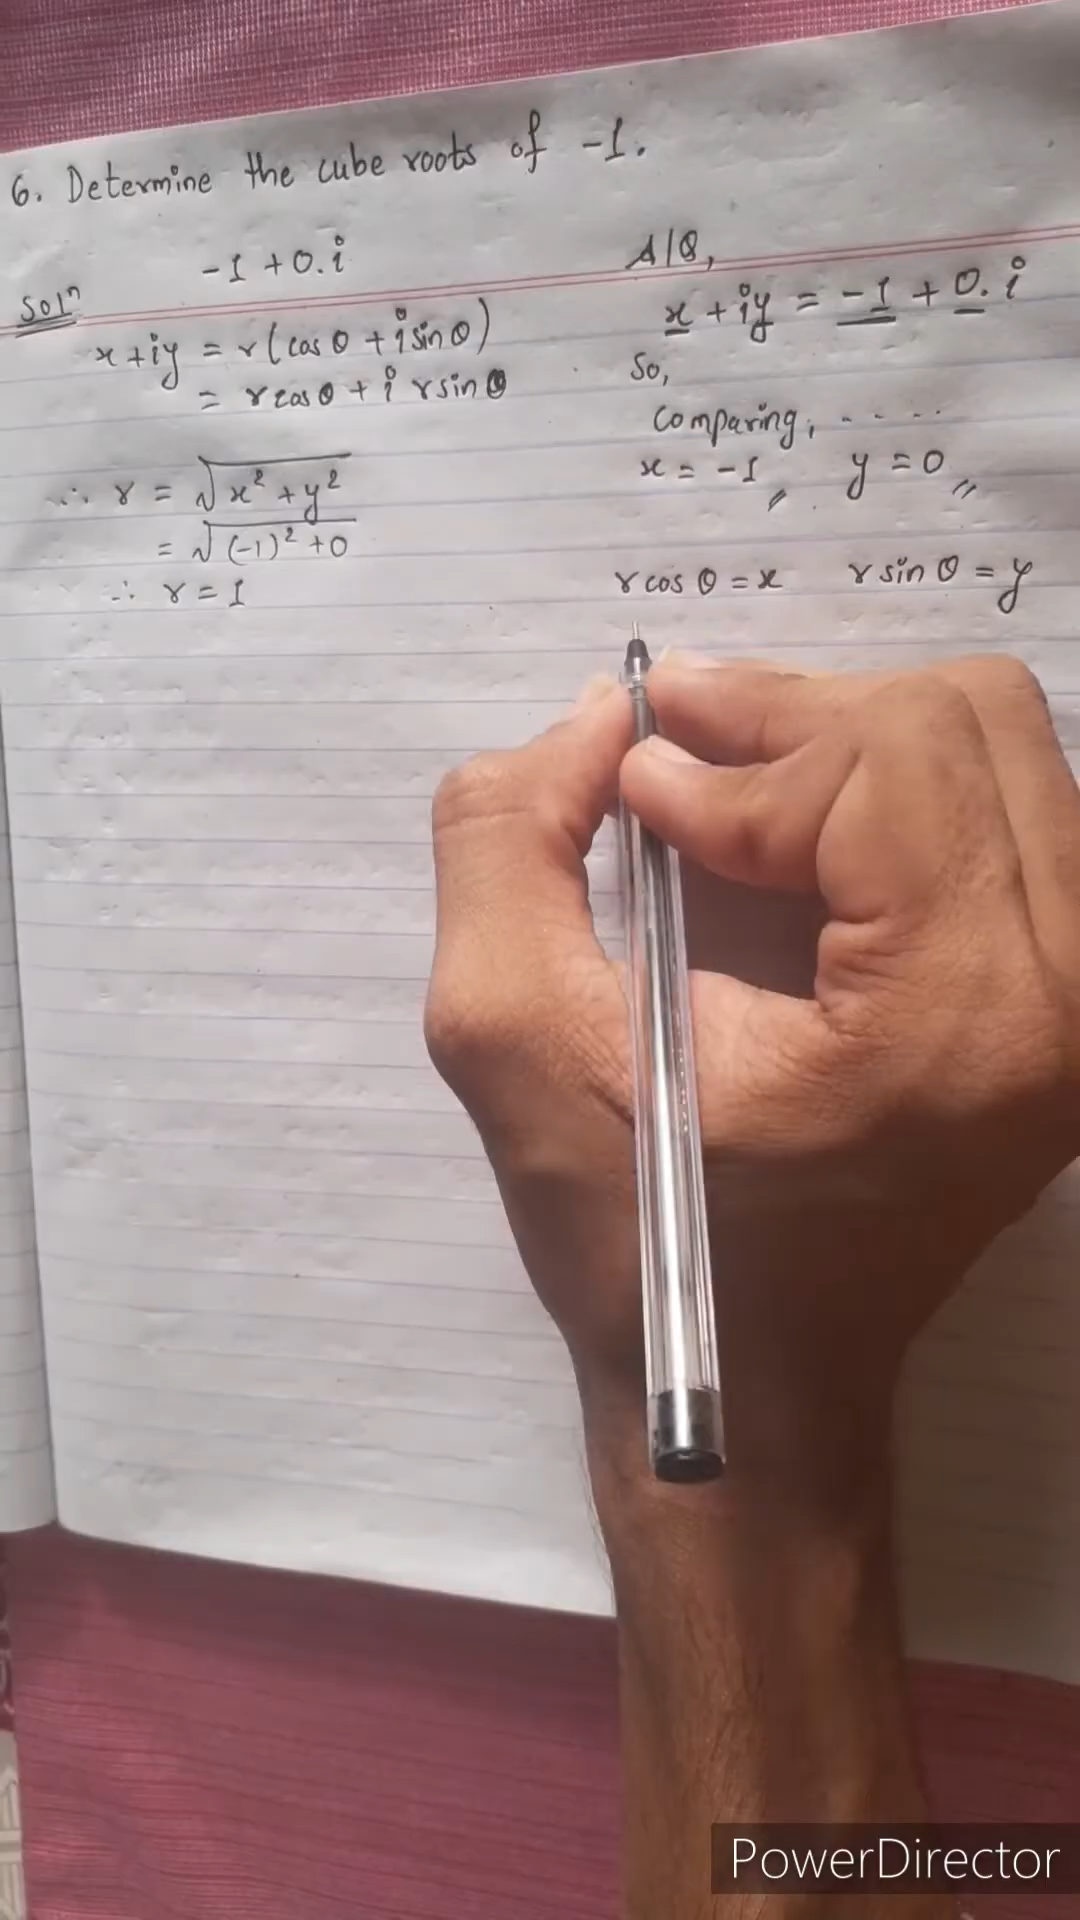 6. Determine the cube roots of -1.
Solⁿ
-1 + 0.i
x+iy = r(cos θ + i sin θ)
= r cos θ + i r sin θ
∴ r = √(x² + y²)
= √((-1)² + 0)
∴ r = 1
A/Q,
x + iy = -1 + 0.i
So,
Comparing, . . . . .
x = -1,, y = 0,,
r cos θ = x r sin θ = y
PowerDirector